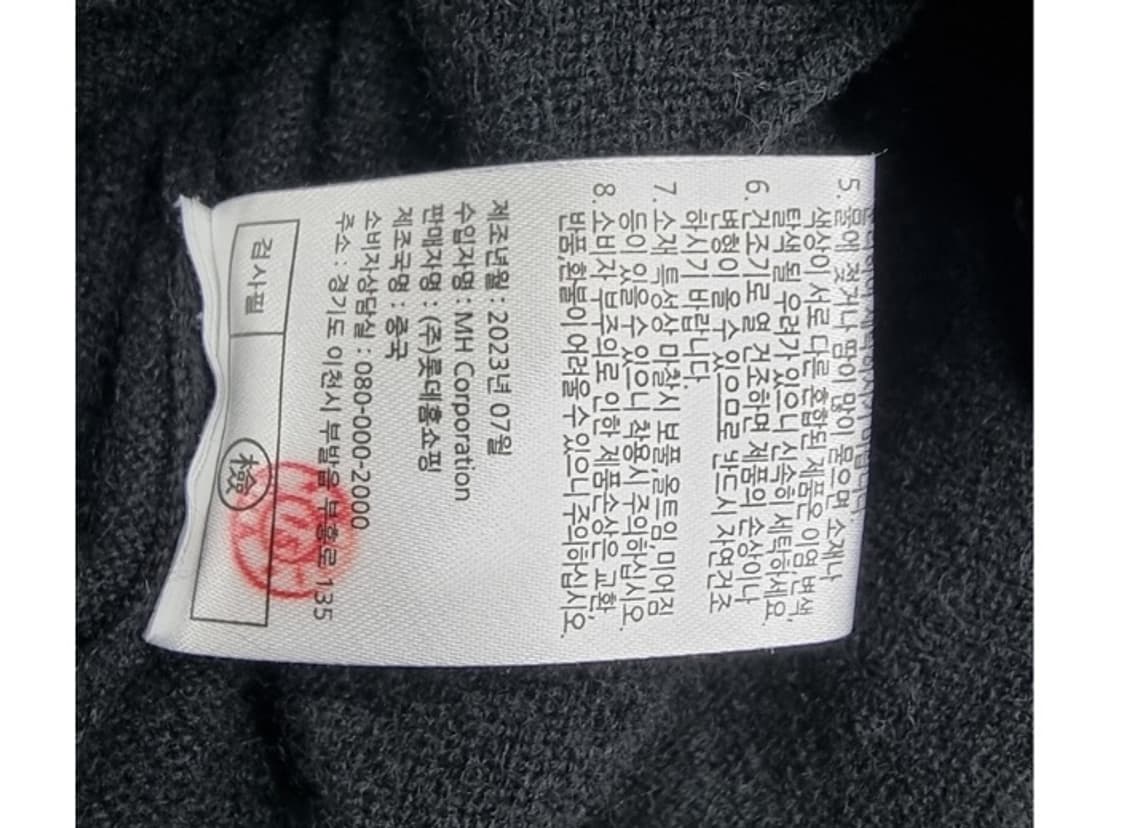 5. 물에 젖거나 땀이 많이 묻으면 소재나
색상이 서로 다른 혼합된 제품은 이염 변색,
탈색 될 우려가 있으니 신속히 세탁하세요.
6. 건조기로 열 건조하면 제품의 손상이나
변형이 올 수 있으므로 반드시 자연건조
하시기 바랍니다.
7. 소재 특성상 마찰시 보풀,올트임,미어짐
등이 있을수 있으니 착용시 주의하십시오.
8. 소비자 부주의로 인한 제품손상은 교환,
반품,환불이 어려울 수 있으니 주의하십시오.
제조년월 : 2023년 07월
수입자명 : MH Corporation
판매자명 : (주)롯데홈쇼핑
제조국명 : 중국
소비자상담실 : 080-000-2000
주소 : 경기도 이천시 부발읍 부흥로 135
검사필 檢